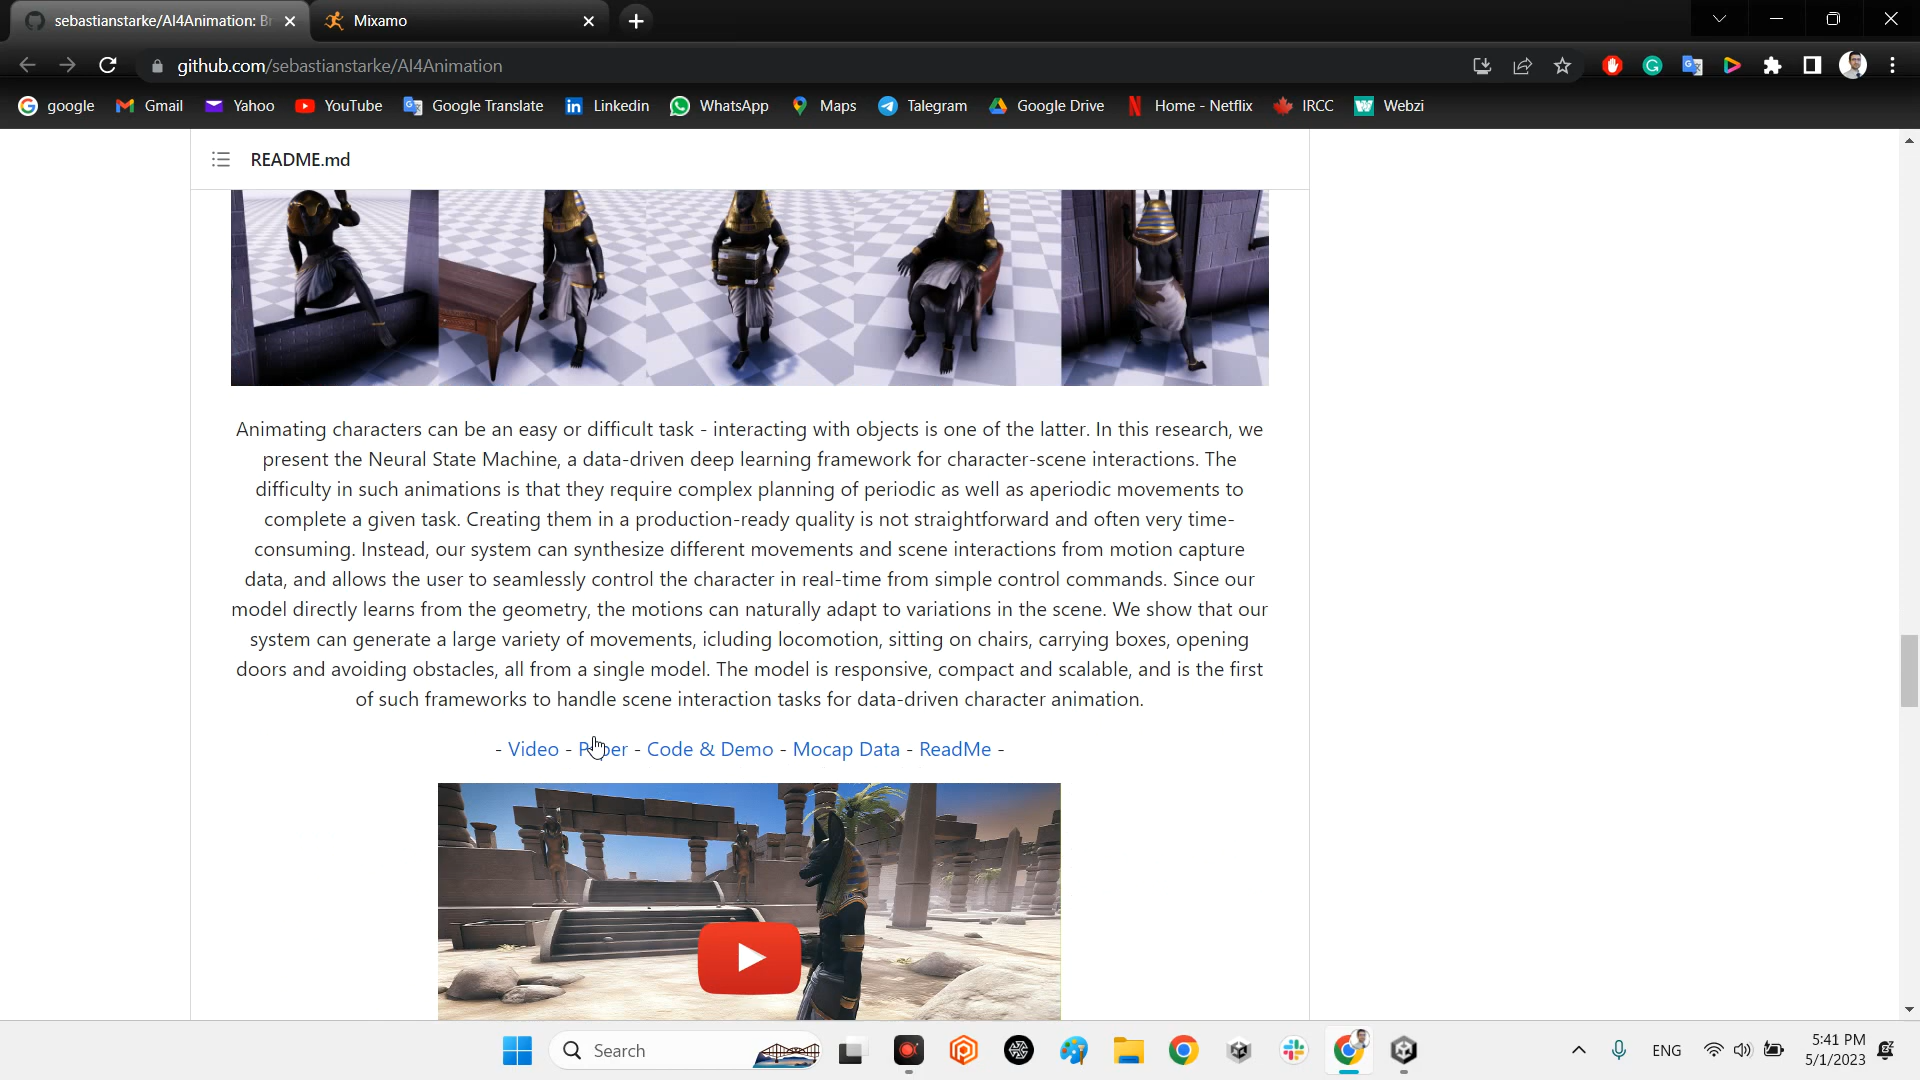 sebastianstarke/AI4Animation: Br
Mixamo
github.com/sebastianstarke/AI4Animation
google
Gmail
Yahoo
YouTube
Google Translate
Linkedin
WhatsApp
Maps
Talegram
Google Drive
Home - Netflix
IRCC
Webzi
README.md
Animating characters can be an easy or difficult task - interacting with objects is one of the latter. In this research, we
present the Neural State Machine, a data-driven deep learning framework for character-scene interactions. The
difficulty in such animations is that they require complex planning of periodic as well as aperiodic movements to
complete a given task. Creating them in a production-ready quality is not straightforward and often very time-
consuming. Instead, our system can synthesize different movements and scene interactions from motion capture
data, and allows the user to seamlessly control the character in real-time from simple control commands. Since our
model directly learns from the geometry, the motions can naturally adapt to variations in the scene. We show that our
system can generate a large variety of movements, icluding locomotion, sitting on chairs, carrying boxes, opening
doors and avoiding obstacles, all from a single model. The model is responsive, compact and scalable, and is the first
of such frameworks to handle scene interaction tasks for data-driven character animation.
- Video - Paper - Code & Demo - Mocap Data - ReadMe -
Search
ENG
5:41 PM
5/1/2023